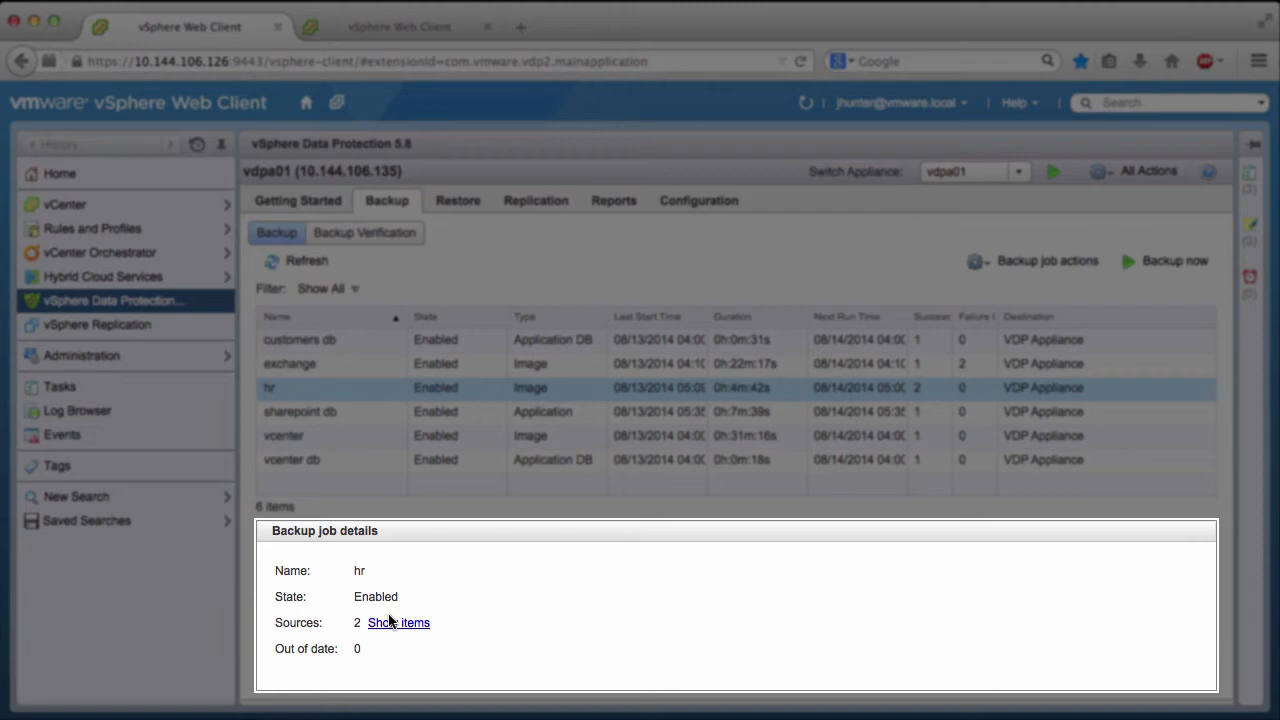 vSphere Web Client
vSphere Web Client
https://10.144.106.126:9443/vsphere-client/#extensionId=com.vmware.vdp2.mainapplication
Google
vmware vSphere Web Client
jhunter@vmware.local
Help
Search
History
vSphere Data Protection 5.8
vdpa01 (10.144.106.135)
Switch Appliance:
vdpa01
All Actions
Home
vCenter
Rules and Profiles
vCenter Orchestrator
Hybrid Cloud Services
vSphere Data Protection...
vSphere Replication
Administration
Tasks
Log Browser
Events
Tags
New Search
Saved Searches
Getting Started Backup Restore Replication Reports Configuration
Backup Backup Verification
Refresh
Backup job actions
Backup now
Filter: Show All
Name State Type Last Start Time Duration Next Run Time Success Failure Destination
customers db Enabled Application DB 08/13/2014 04:00 0h:0m:31s 08/14/2014 04:00 1 0 VDP Appliance
exchange Enabled Image 08/13/2014 04:10 0h:22m:17s 08/14/2014 04:10 1 2 VDP Appliance
hr Enabled Image 08/13/2014 05:09 0h:4m:42s 08/14/2014 05:00 2 0 VDP Appliance
sharepoint db Enabled Application 08/13/2014 05:35 0h:7m:39s 08/14/2014 05:35 1 0 VDP Appliance
vcenter Enabled Image 08/13/2014 04:00 0h:31m:16s 08/14/2014 04:00 1 0 VDP Appliance
vcenter db Enabled Application DB 08/13/2014 04:00 0h:0m:18s 08/14/2014 04:00 1 0 VDP Appliance
6 items
Backup job details
Name: hr
State: Enabled
Sources: 2 Show items
Out of date: 0